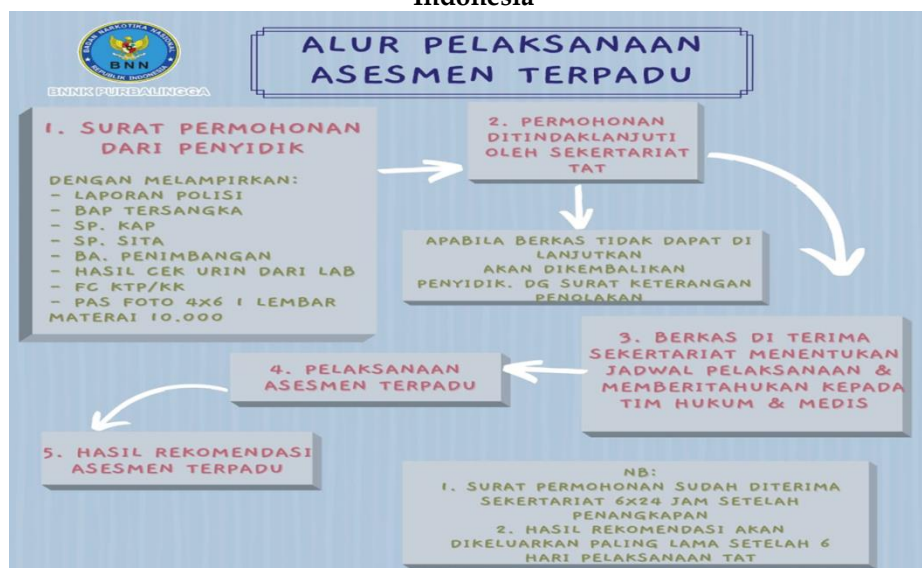 Indonesia
BADAN NARKOTIKA NASIONAL
BNN
REPUBLIK INDONESIA
BNNK PURBALINGGA
ALUR PELAKSANAAN
ASESMEN TERPADU
1. SURAT PERMOHONAN
DARI PENYIDIK
DENGAN MELAMPIRKAN:
- LAPORAN POLISI
- BAP TERSANGKA
- SP. KAP
- SP. SITA
- BA. PENIMBANGAN
- HASIL CEK URIN DARI LAB
- FC KTP/KK
- PAS FOTO 4X6 1 LEMBAR
MATERAI 10.000
2. PERMOHONAN
DITINDAKLANJUTI
OLEH SEKERTARIAT
TAT
APABILA BERKAS TIDAK DAPAT DI
LANJUTKAN
AKAN DIKEMBALIKAN
PENYIDIK. DG SURAT KETERANGAN
PENOLAKAN
3. BERKAS DI TERIMA
SEKERTARIAT MENENTUKAN
JADWAL PELAKSANAAN &
MEMBERITAHUKAN KEPADA
TIM HUKUM & MEDIS
4. PELAKSANAAN
ASESMEN TERPADU
5. HASIL REKOMENDASI
ASESMEN TERPADU
NB:
1. SURAT PERMOHONAN SUDAH DITERIMA
SEKERTARIAT 6X24 JAM SETELAH
PENANGKAPAN
2. HASIL REKOMENDASI AKAN
DIKELUARKAN PALING LAMA SETELAH 6
HARI PELAKSANAAN TAT